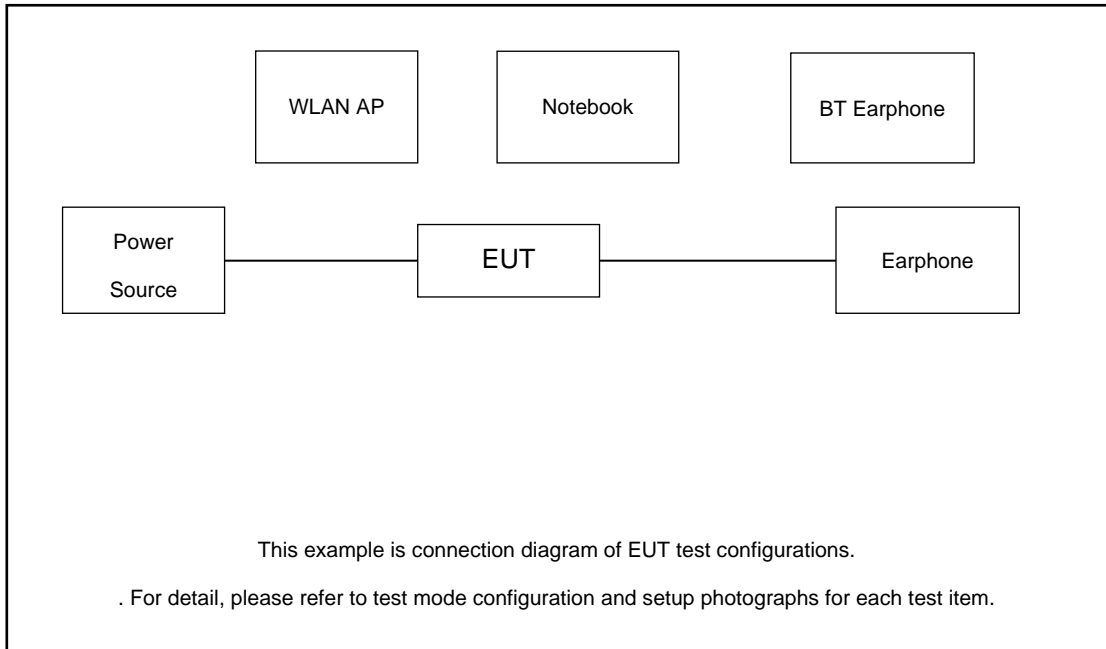 WLAN AP
Notebook
BT Earphone
Power
Source
EUT
Earphone
This example is connection diagram of EUT test configurations.
. For detail, please refer to test mode configuration and setup photographs for each test item.